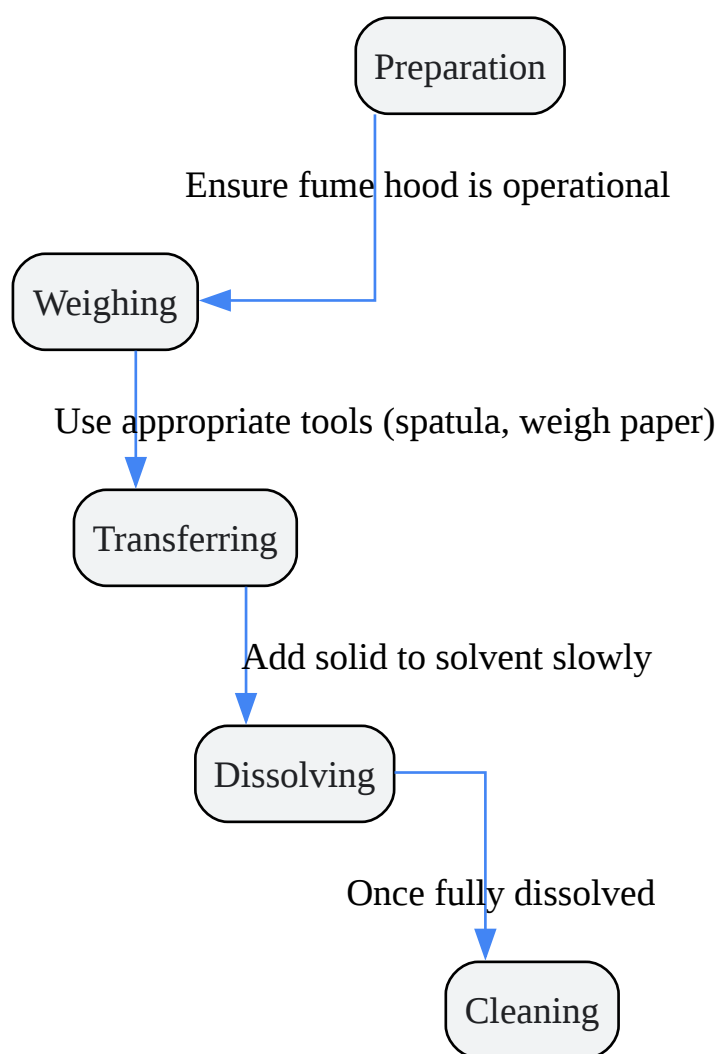 Preparation
Ensure fume hood is operational
Weighing
Use appropriate tools (spatula, weigh paper)
Transferring
Add solid to solvent slowly
Dissolving
Once fully dissolved
Cleaning